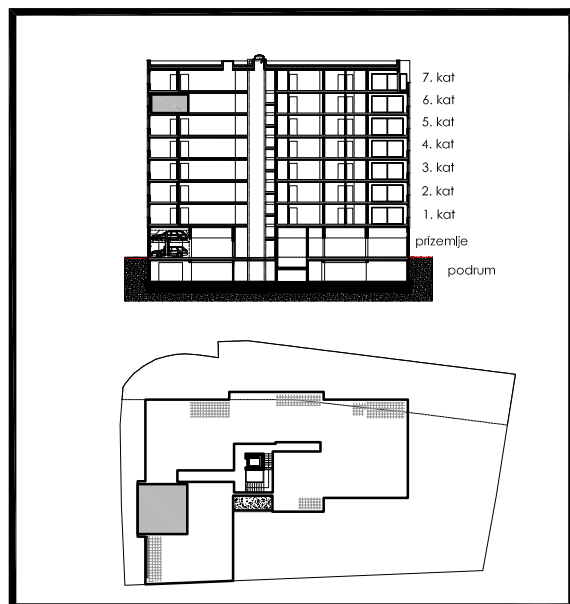 7. kat
6. kat
5. kat
4. kat
3. kat
2. kat
1. kat
prizemlje
podrum